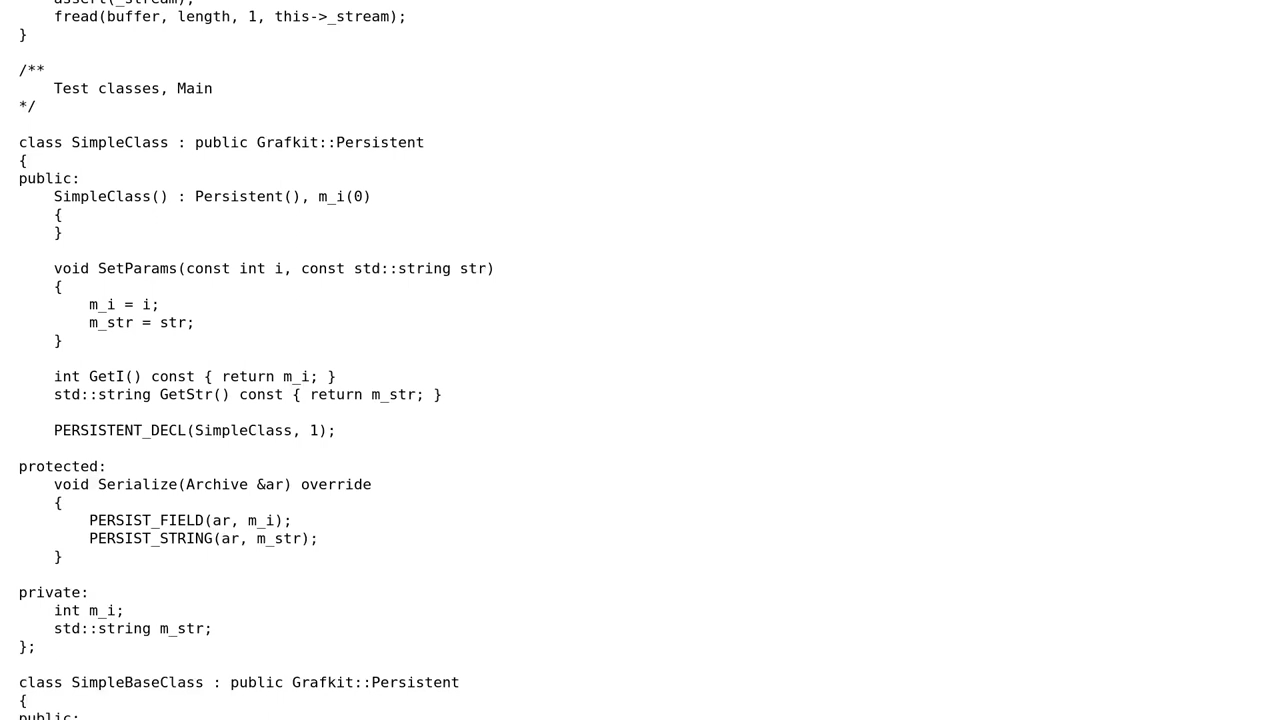 assert(_stream);
    fread(buffer, length, 1, this->_stream);
}

/**
    Test classes, Main
*/

class SimpleClass : public Grafkit::Persistent
{
public:
    SimpleClass() : Persistent(), m_i(0)
    {
    }

    void SetParams(const int i, const std::string str)
    {
        m_i = i;
        m_str = str;
    }

    int GetI() const { return m_i; }
    std::string GetStr() const { return m_str; }

    PERSISTENT_DECL(SimpleClass, 1);

protected:
    void Serialize(Archive &ar) override
    {
        PERSIST_FIELD(ar, m_i);
        PERSIST_STRING(ar, m_str);
    }

private:
    int m_i;
    std::string m_str;
};

class SimpleBaseClass : public Grafkit::Persistent
{
public: